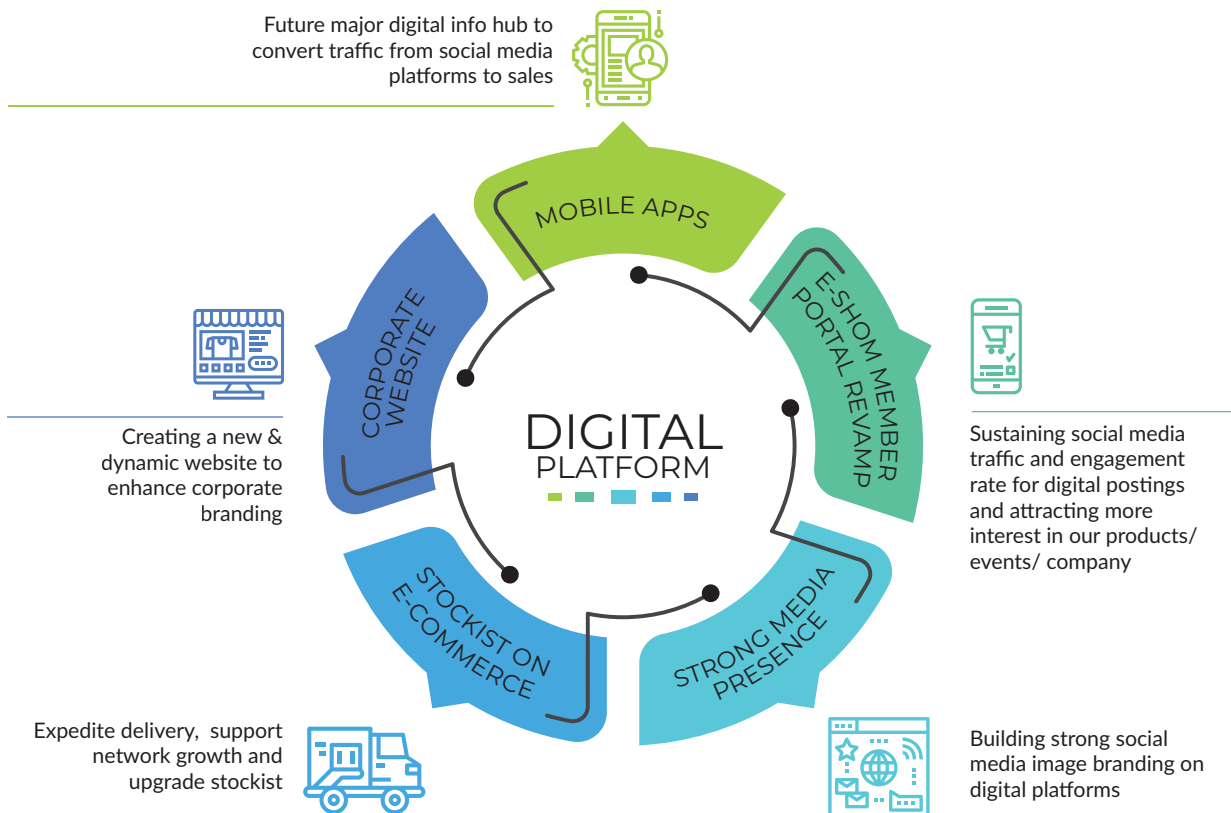 Future major digital info hub to
convert traffic from social media
platforms to sales
MOBILE APPS
E-SHOM MEMBER
PORTAL REVAMP
CORPORATE
WEBSITE
DIGITAL
PLATFORM
Creating a new &
dynamic website to
enhance corporate
branding
Sustaining social media
traffic and engagement
rate for digital postings
and attracting more
interest in our products/
events/ company
STOCKIST ON
E-COMMERCE
STRONG MEDIA
PRESENCE
Expedite delivery, support
network growth and
upgrade stockist
Building strong social
media image branding on
digital platforms